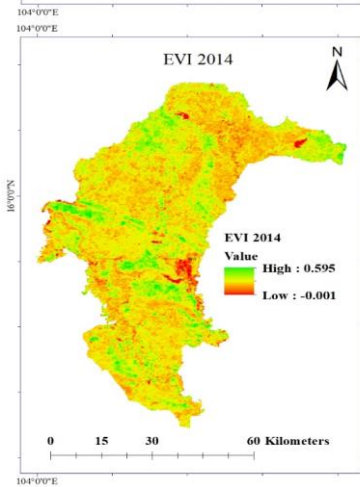 104°0'0"E
104°0'0"E
EVI 2014
N
16°0'0"N
EVI 2014
Value
High : 0.595
Low : -0.001
0 15 30 60 Kilometers
104°0'0"E